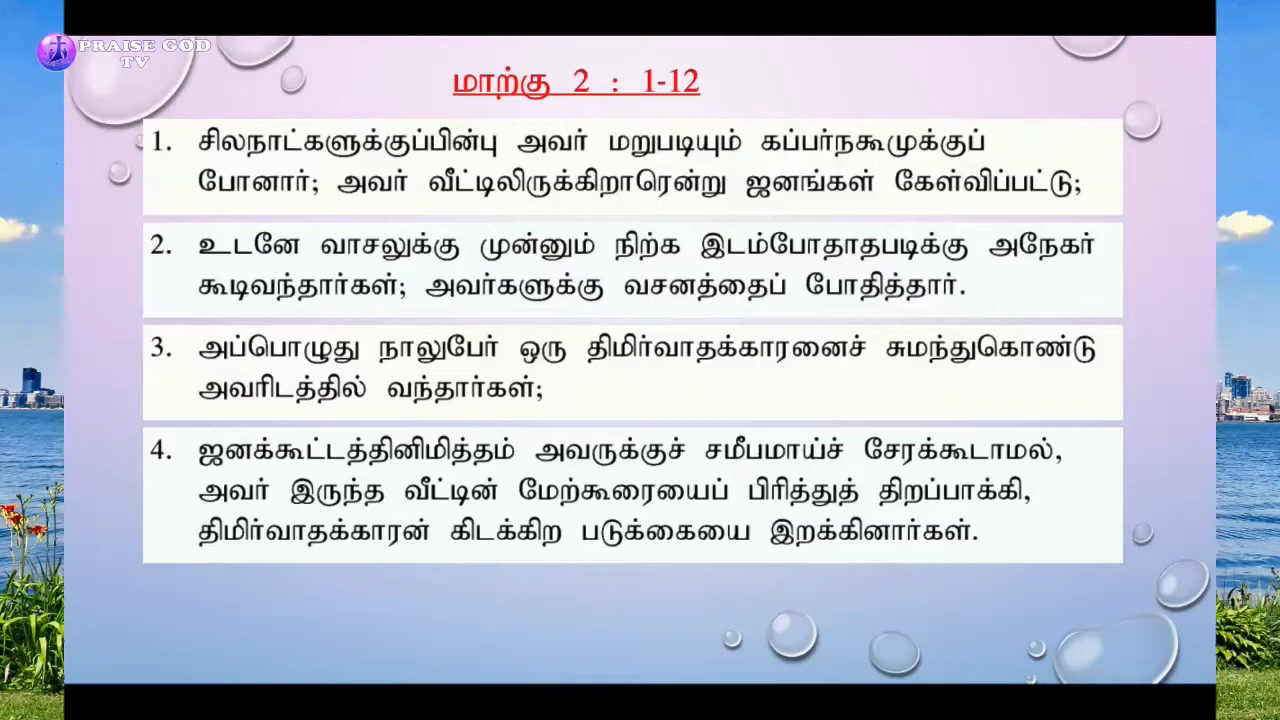 PRAISE GOD
TV
மாற்கு 2 : 1-12
1. சிலநாட்களுக்குப்பின்பு அவர் மறுபடியும் கப்பர்நகூமுக்குப்
போனார்; அவர் வீட்டிலிருக்கிறாரென்று ஜனங்கள் கேள்விப்பட்டு;
2. உடனே வாசலுக்கு முன்னும் நிற்க இடம்போதாதபடிக்கு அநேகர்
கூடிவந்தார்கள்; அவர்களுக்கு வசனத்தைப் போதித்தார்.
3. அப்பொழுது நாலுபேர் ஒரு திமிர்வாதக்காரனைச் சுமந்துகொண்டு
அவரிடத்தில் வந்தார்கள்;
4. ஜனக்கூட்டத்தினிமித்தம் அவருக்குச் சமீபமாய்ச் சேரக்கூடாமல்,
அவர் இருந்த வீட்டின் மேற்கூரையைப் பிரித்துத் திறப்பாக்கி,
திமிர்வாதக்காரன் கிடக்கிற படுக்கையை இறக்கினார்கள்.